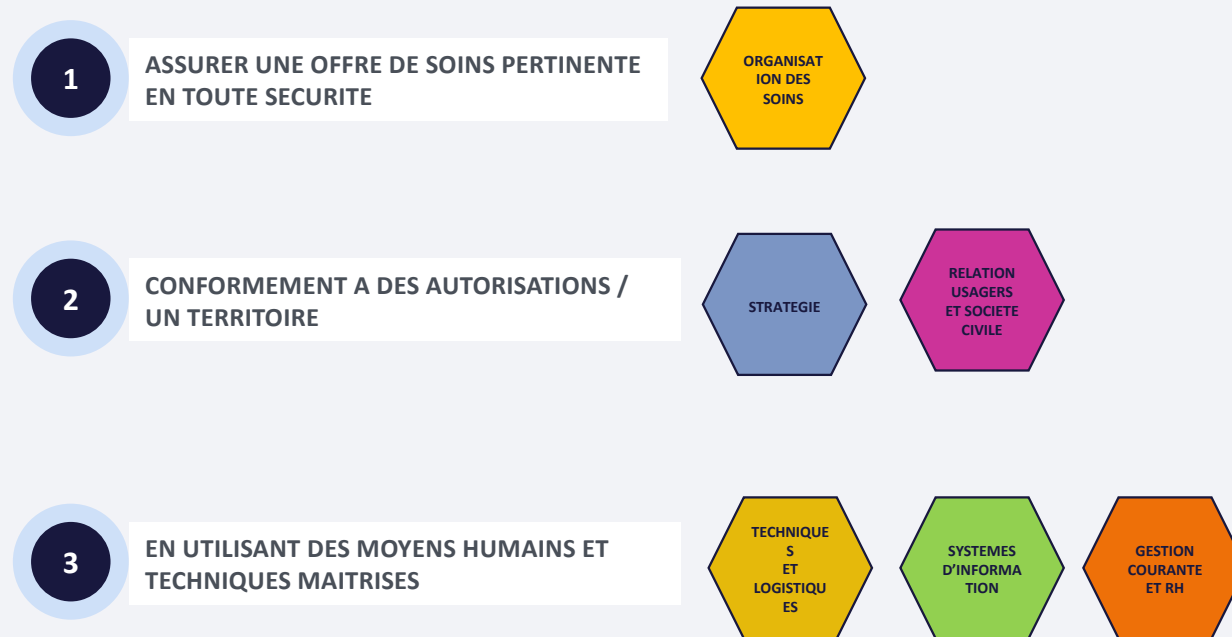 1
ASSURER UNE OFFRE DE SOINS PERTINENTE
EN TOUTE SECURITE
ORGANISAT
ION DES
SOINS
2
CONFORMEMENT A DES AUTORISATIONS /
UN TERRITOIRE
STRATEGIE
RELATION
USAGERS
ET SOCIETE
CIVILE
3
EN UTILISANT DES MOYENS HUMAINS ET
TECHNIQUES MAITRISES
TECHNIQUE
S
ET
LOGISTIQU
ES
SYSTEMES
D’INFORMA
TION
GESTION
COURANTE
ET RH